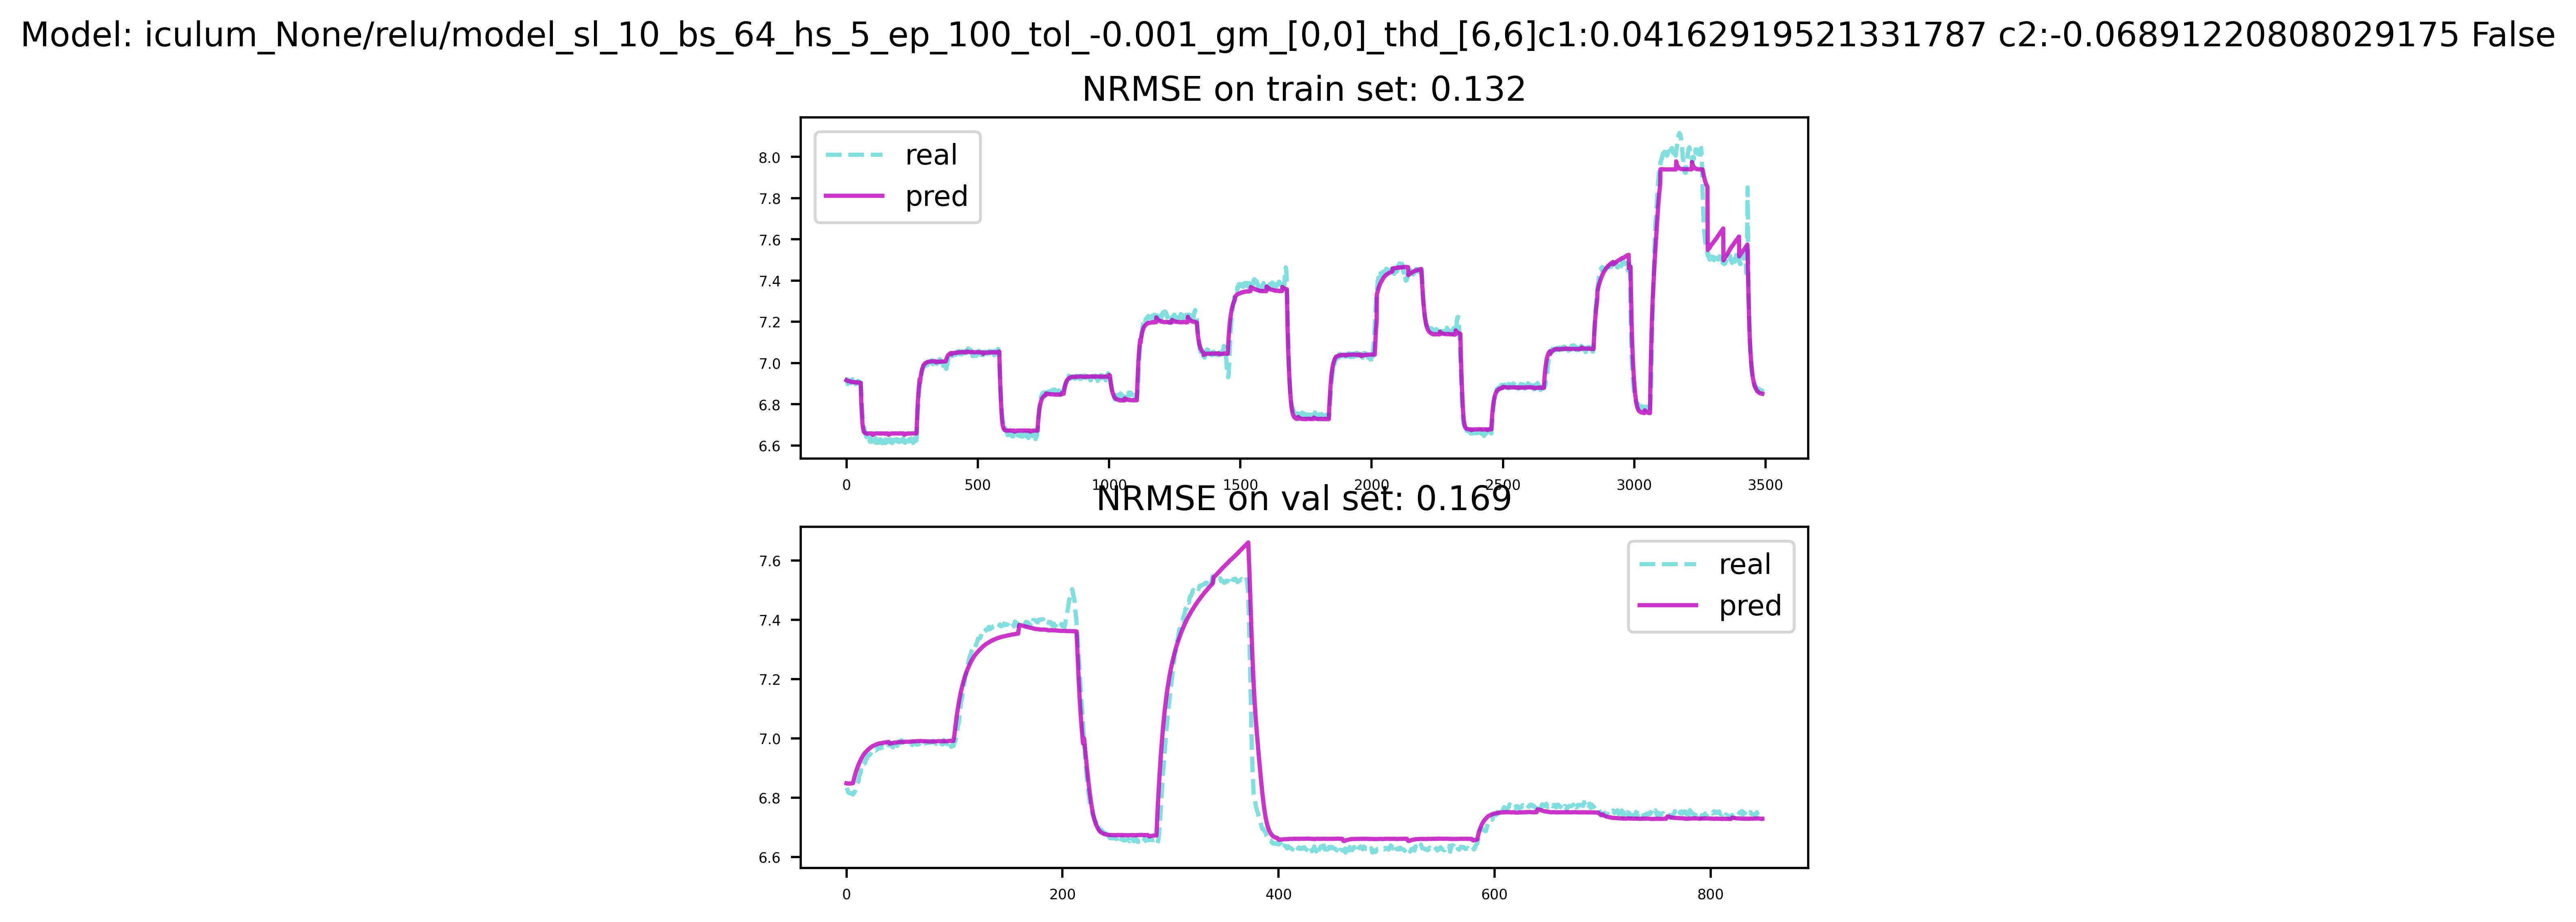 Model: iculum_None/relu/model_sl_10_bs_64_hs_5_ep_100_tol_-0.001_gm_[0,0]_thd_[6,6]c1:0.04162919521331787 c2:-0.06891220808029175 False
NRMSE on train set: 0.132
real
pred
8.0
7.8
7.6
7.4
7.2
7.0
6.8
6.6
0 500 1000 1500 2000 2500 3000 3500
NRMSE on val set: 0.169
real
pred
7.6
7.4
7.2
7.0
6.8
6.6
0 200 400 600 800